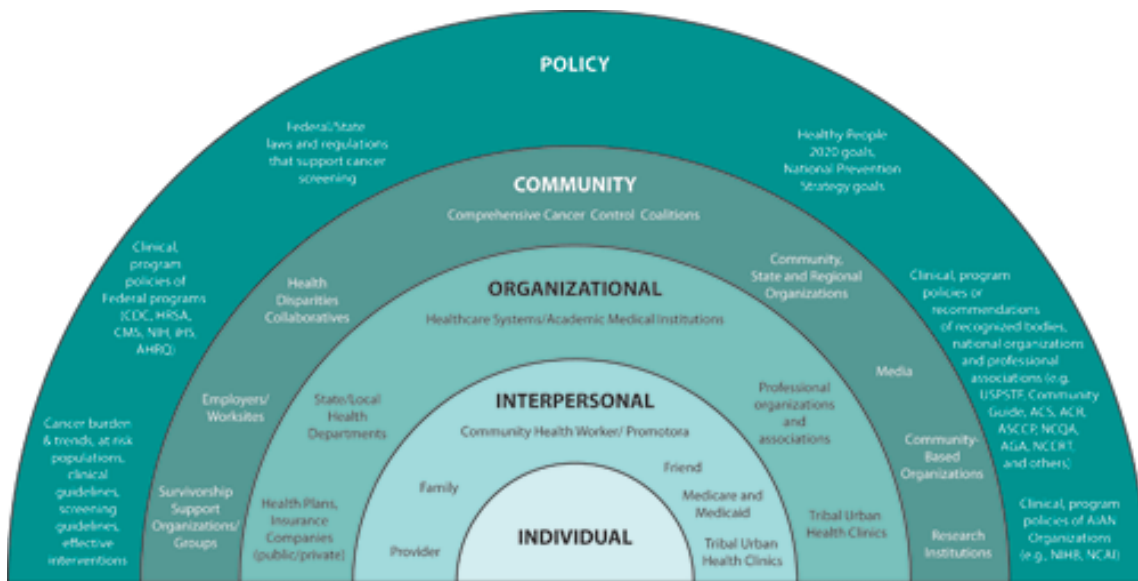 POLICY
Federal/State
laws and regulations
that support cancer
screening
Healthy People
2020 goals,
National Prevention
Strategy goals
Clinical,
program
policies of
Federal programs
(CDC, HRSA,
CMS, NIH, IHS,
AHRQ)
Clinical, program
policies or
recommendations
of recognized bodies,
national organizations
and professional
associations (e.g.
USPSTF, Community
Guide, ACS, ACR,
ASCCP, NCQA,
AGA, NCCRT,
and others)
Cancer burden
& trends, at risk
populations,
clinical
guidelines,
screening
guidelines,
effective
interventions
Clinical, program
policies of AIAN
Organizations
(e.g., NIHB, NCAI)
COMMUNITY
Comprehensive Cancer Control Coalitions
Health
Disparities
Collaboratives
Community,
State and Regional
Organizations
Employers/
Worksites
Media
Survivorship
Support
Organizations/
Groups
Community-
Based
Organizations
Research
Institutions
ORGANIZATIONAL
Healthcare Systems/Academic Medical Institutions
State/Local
Health
Departments
Professional
organizations
and
associations
Health Plans,
Insurance
Companies
(public/private)
Tribal Urban
Health Clinics
INTERPERSONAL
Community Health Worker/ Promotora
Family
Friend
Provider
Medicare and
Medicaid
Tribal Urban
Health Clinics
INDIVIDUAL